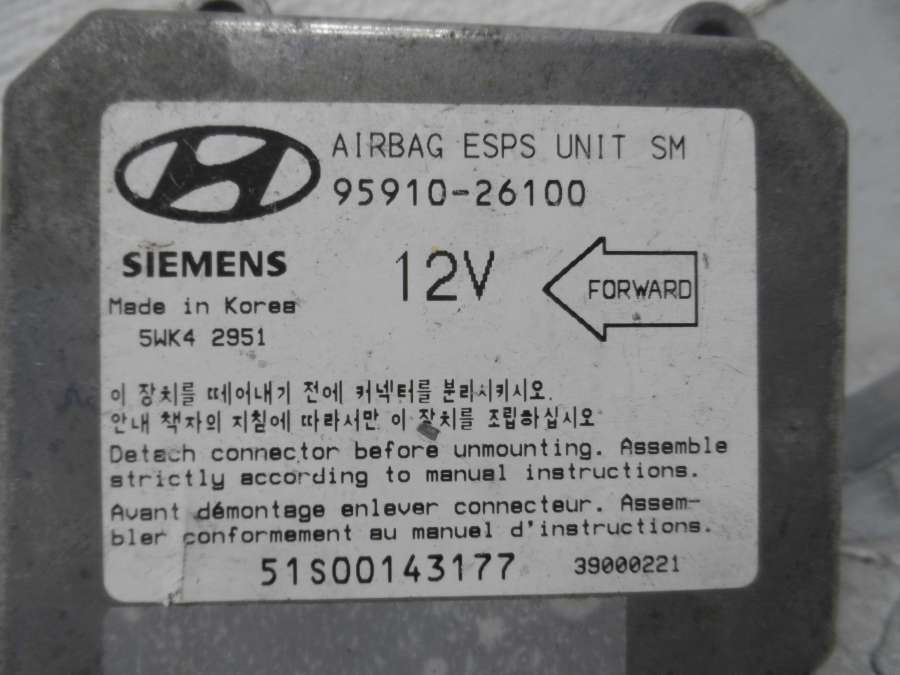 AIRBAG ESPS UNIT SM
95910-26100
SIEMENS
12V
FORWARD
Made in Korea
5WK4 2951
이 장치를 떼어내기 전에 커넥터를 분리시키시오.
안내 책자의 지침에 따라서만 이 장치를 조립하십시오
Detach connector before unmounting. Assemble
strictly according to manual instructions.
Avant démontage enlever connecteur. Assem-
bler conformement au manuel d'instructions.
51S00143177
39000221